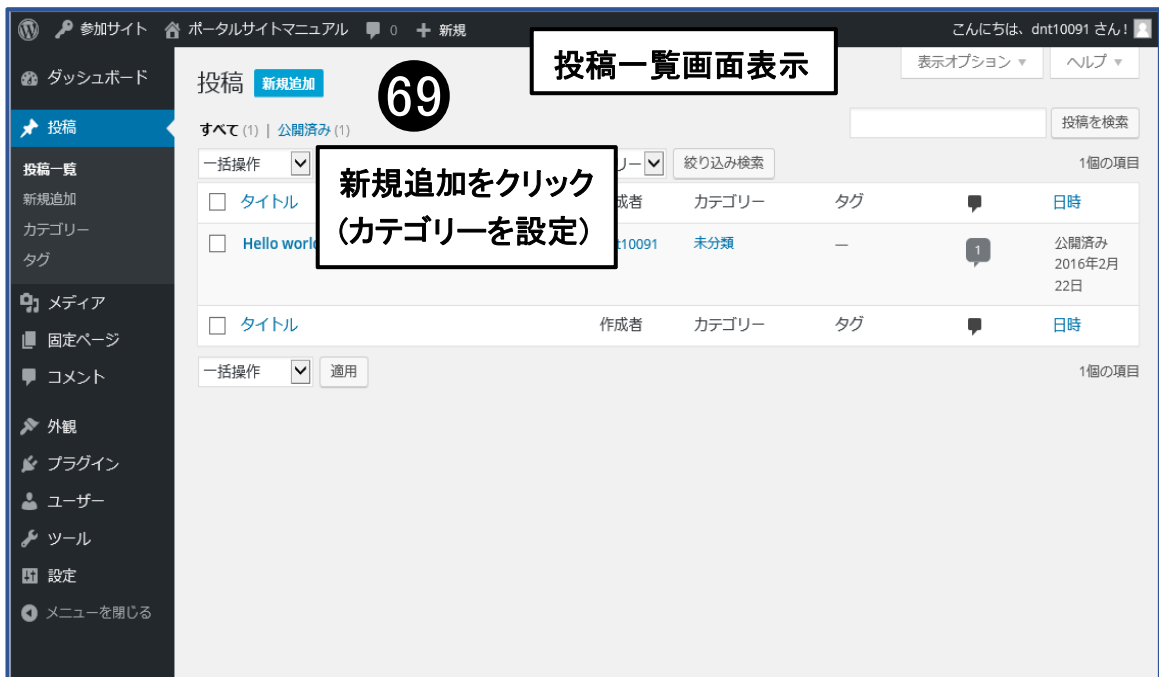 参加サイト ポータルサイトマニュアル 0 新規 こんにちは、dnt10091 さん!
投稿一覧画面表示
表示オプション ヘルプ
ダッシュボード
投稿
投稿一覧
新規追加
カテゴリー
タグ
メディア
固定ページ
コメント
外観
プラグイン
ユーザー
ツール
設定
メニューを閉じる
投稿 新規追加
69
すべて (1) | 公開済み (1)
投稿を検索
一括操作 リー 絞り込み検索 1個の項目
新規追加をクリック
(カテゴリーを設定)
タイトル 成者 カテゴリー タグ 日時
Hello worl t10091 未分類 — 1 公開済み
2016年2月
22日
タイトル 作成者 カテゴリー タグ 日時
一括操作 適用 1個の項目